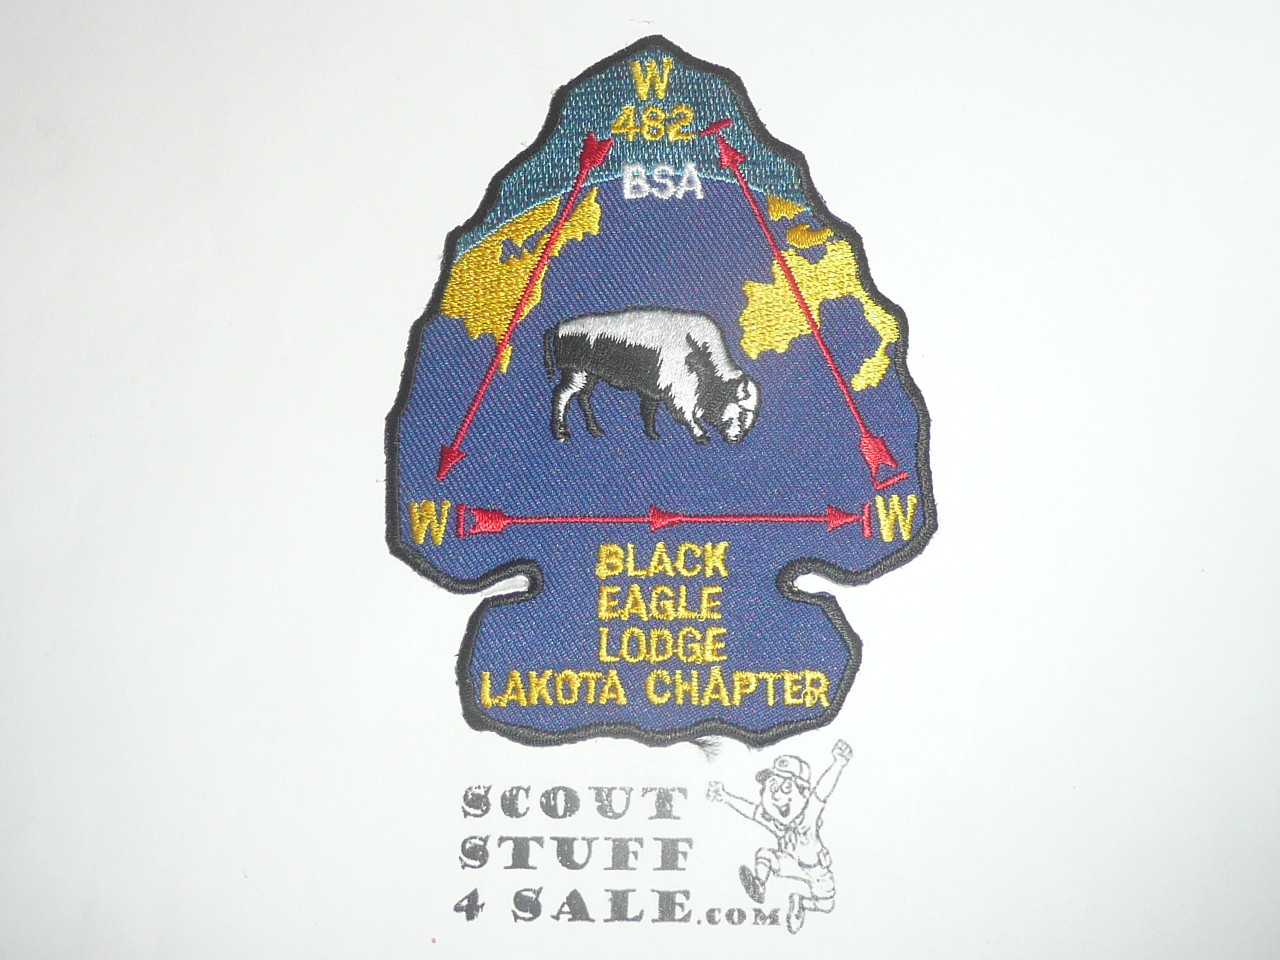 W
482
BSA
W W
BLACK
EAGLE
LODGE
LAKOTA CHAPTER
SCOUT
STUFF
4 SALE.COM